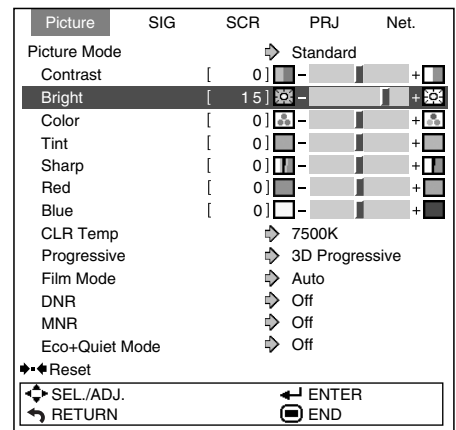 Picture SIG SCR PRJ Net.
Picture Mode Standard
Contrast [ 0] - +
Bright [ 15] - +
Color [ 0] - +
Tint [ 0] - +
Sharp [ 0] - +
Red [ 0] - +
Blue [ 0] - +
CLR Temp 7500K
Progressive 3D Progressive
Film Mode Auto
DNR Off
MNR Off
Eco+Quiet Mode Off
Reset
SEL./ADJ. ENTER
RETURN END